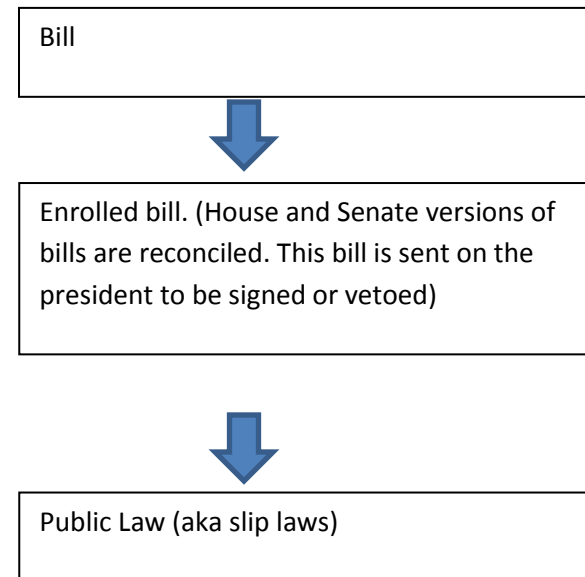 Bill
Enrolled bill. (House and Senate versions of
bills are reconciled. This bill is sent on the
president to be signed or vetoed)
Public Law (aka slip laws)